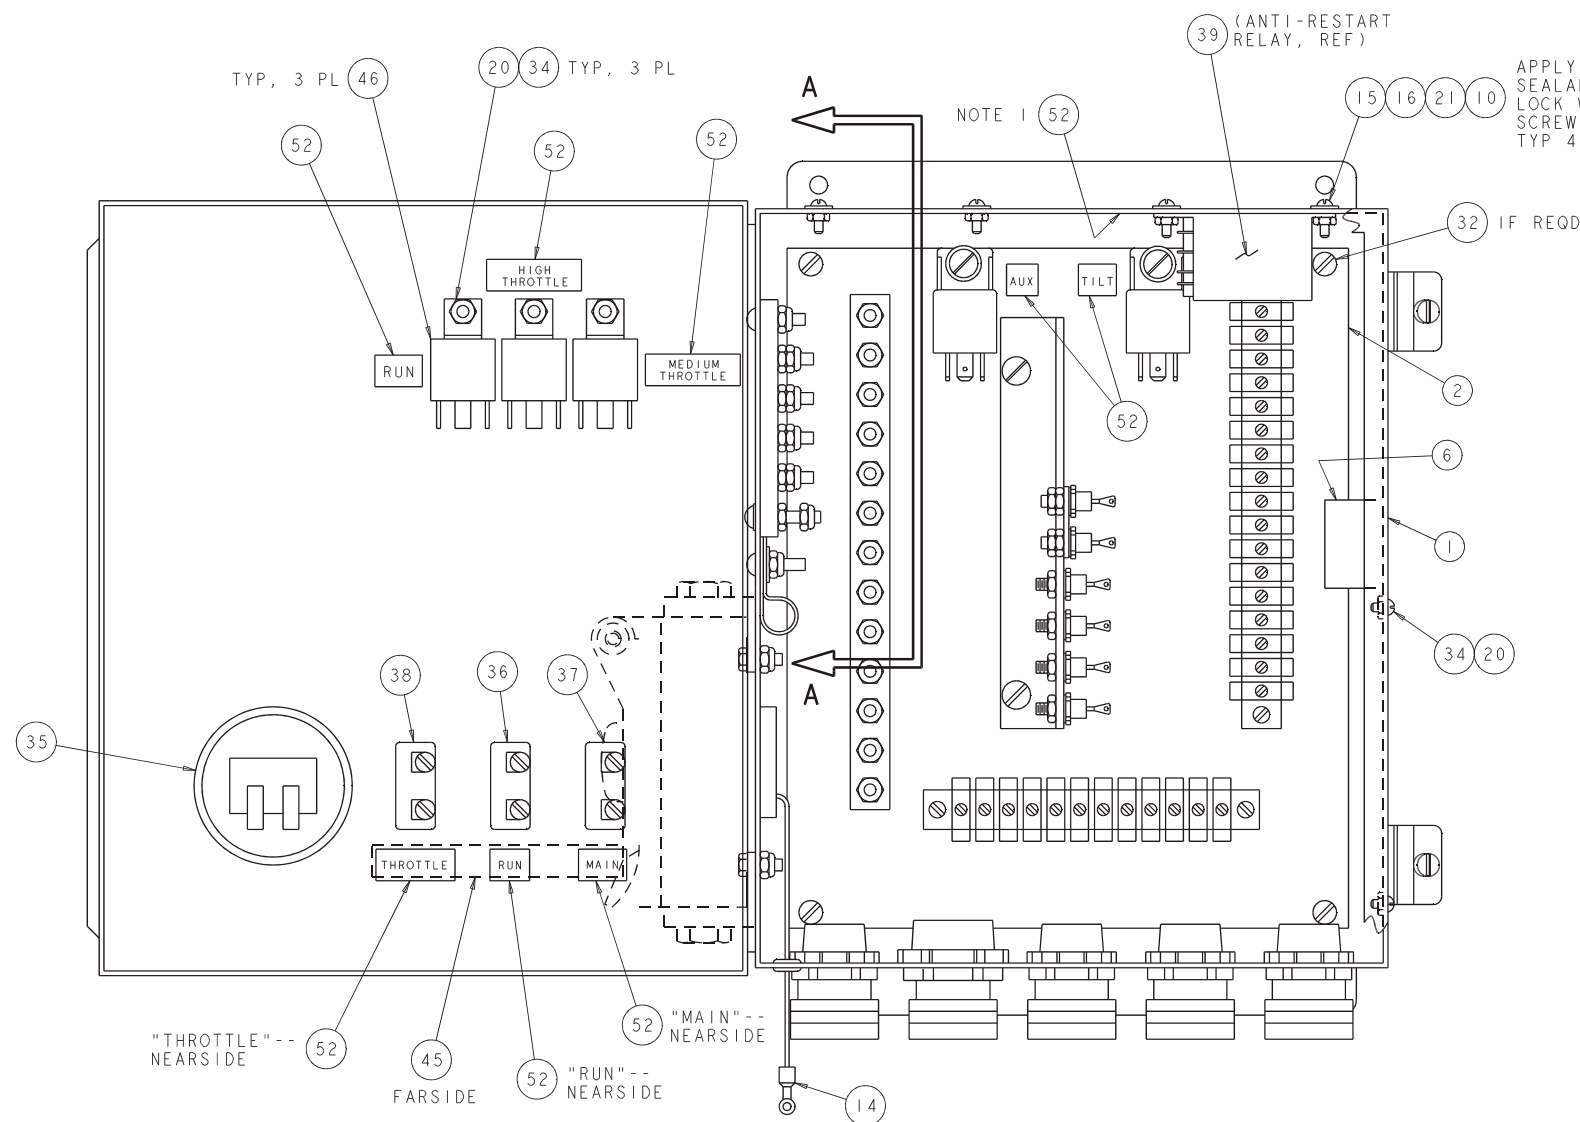 39 (ANTI-RESTART
RELAY, REF)
TYP, 3 PL 46
20 34 TYP, 3 PL
A
APPLY
15 16 21 10
LOCK
SCREW
TYP 4
NOTE 1 52
52
52
52
32 IF REQD
HIGH
THROTTLE
AUX
TILT
RUN
MEDIUM
THROTTLE
2
52
6
1
34 20
38
36
37
A
35
THROTTLE
RUN
MAIN
"THROTTLE"--
NEARSIDE
52
45
FARSIDE
52
"RUN"--
NEARSIDE
52
"MAIN"--
NEARSIDE
14